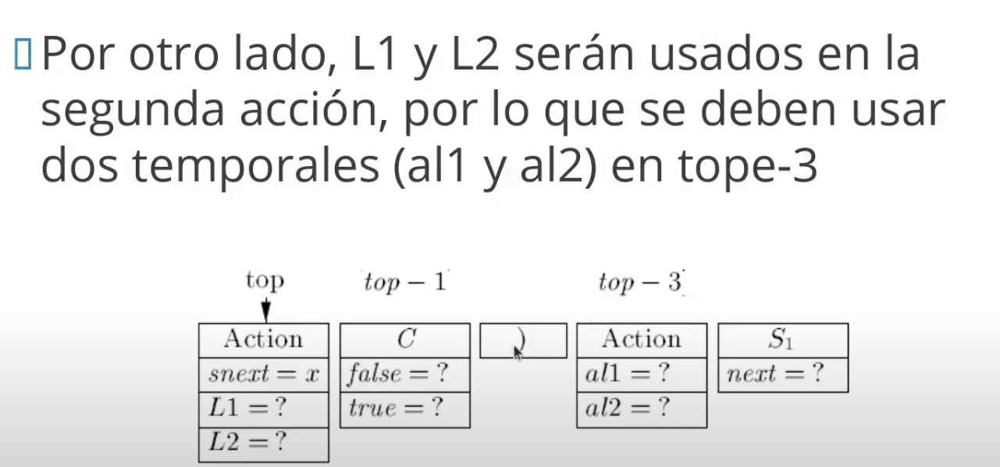 Por otro lado, L1 y L2 serán usados en la
segunda acción, por lo que se deben usar
dos temporales (al1 y al2) en tope-3
top top − 1 top − 3
Action C ) Action S₁
snext = x false = ? al1 = ? next = ?
L1 = ? true = ? al2 = ?
L2 = ?